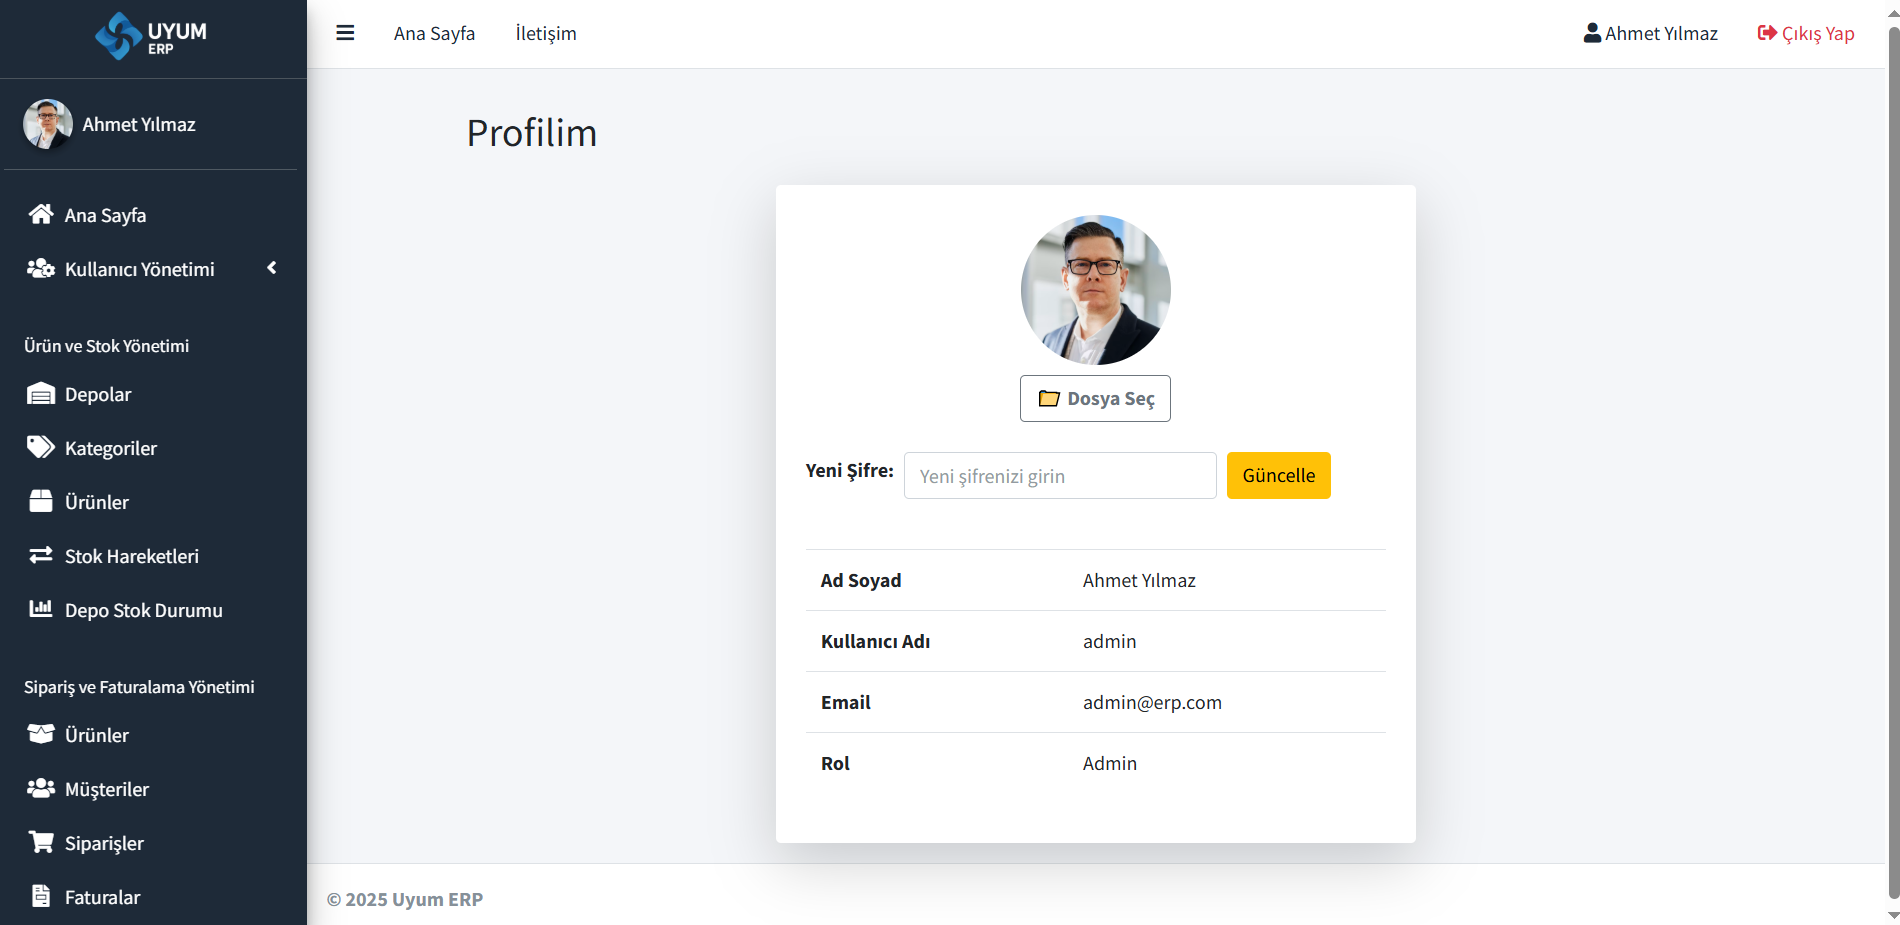 UYUM
ERP
Ahmet Yılmaz
Ana Sayfa
Kullanıcı Yönetimi
Ürün ve Stok Yönetimi
Depolar
Kategoriler
Ürünler
Stok Hareketleri
Depo Stok Durumu
Sipariş ve Faturalama Yönetimi
Ürünler
Müşteriler
Siparişler
Faturalar
Ana Sayfa İletişim Ahmet Yılmaz Çıkış Yap
Profilim
Dosya Seç
Yeni Şifre: Yeni şifrenizi girin Güncelle
Ad Soyad Ahmet Yılmaz
Kullanıcı Adı admin
Email admin@erp.com
Rol Admin
© 2025 Uyum ERP